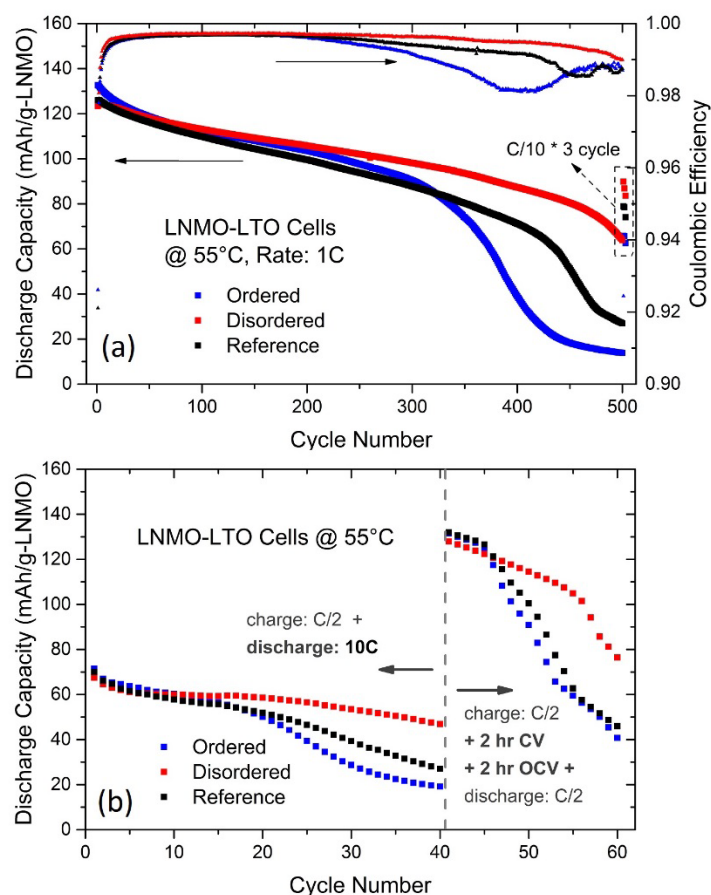 160
140
120
100
80
60
40
20
0
Discharge Capacity (mAh/g-LNMO)
1.00
0.98
0.96
0.94
0.92
0.90
Coulombic Efficiency
C/10 * 3 cycle
LNMO-LTO Cells
@ 55°C, Rate: 1C
Ordered
Disordered
Reference
(a)
0 100 200 300 400 500
Cycle Number
160
140
120
100
80
60
40
20
0
Discharge Capacity (mAh/g-LNMO)
LNMO-LTO Cells @ 55°C
charge: C/2 +
discharge: 10C
charge: C/2
+ 2 hr CV
+ 2 hr OCV +
discharge: C/2
Ordered
Disordered
Reference
(b)
0 10 20 30 40 50 60
Cycle Number